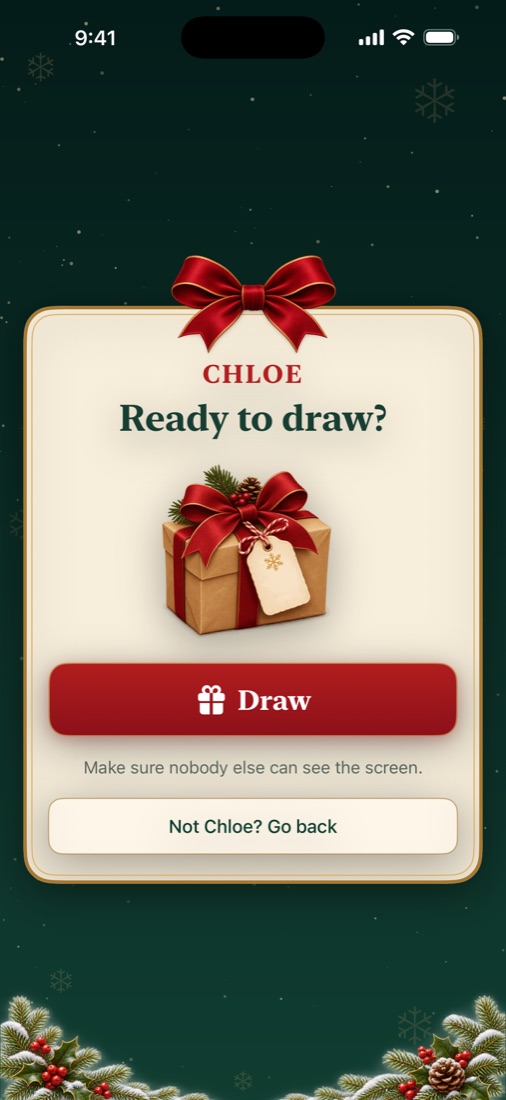 9:41
CHLOE
Ready to draw?
Draw
Make sure nobody else can see the screen.
Not Chloe? Go back